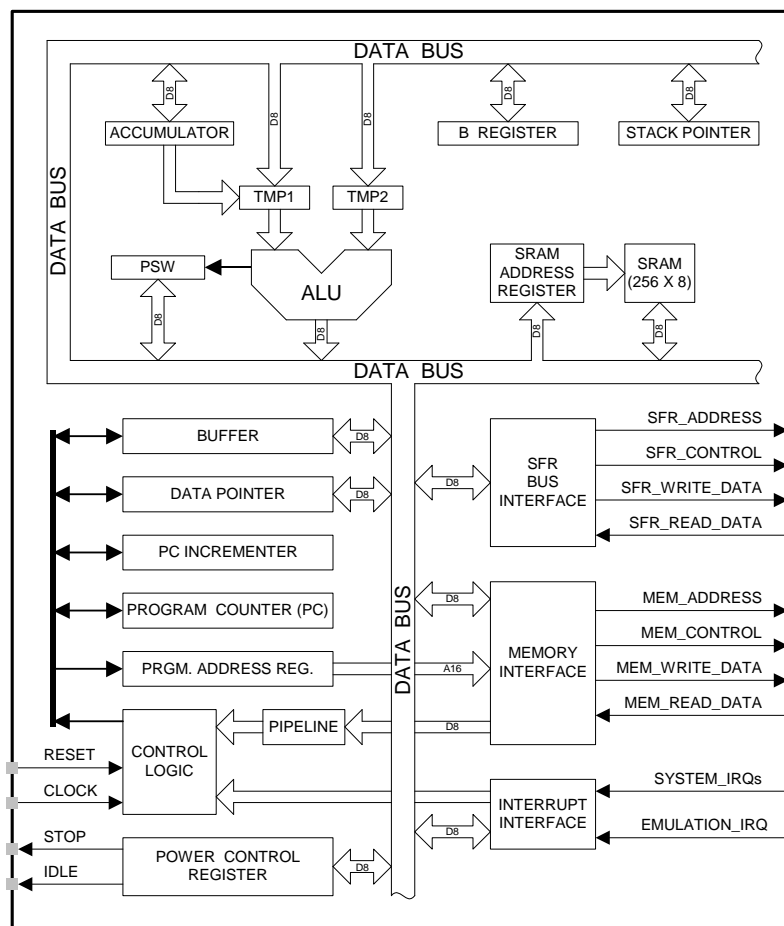 DATA BUS
D8
D8
D8
D8
D8
ACCUMULATOR
B REGISTER
STACK POINTER
TMP1
TMP2
DATA BUS
PSW
ALU
SRAM
ADDRESS
REGISTER
SRAM
(256 X 8)
D8
D8
D8
D8
DATA BUS
BUFFER
D8
DATA POINTER
D8
PC INCREMENTER
PROGRAM COUNTER (PC)
PRGM. ADDRESS REG.
A16
DATA BUS
D8
SFR
BUS
INTERFACE
SFR_ADDRESS
SFR_CONTROL
SFR_WRITE_DATA
SFR_READ_DATA
D8
MEMORY
INTERFACE
MEM_ADDRESS
MEM_CONTROL
MEM_WRITE_DATA
MEM_READ_DATA
PIPELINE
D8
CONTROL
LOGIC
RESET
CLOCK
STOP
IDLE
POWER CONTROL
REGISTER
D8
D8
INTERRUPT
INTERFACE
SYSTEM_IRQs
EMULATION_IRQ